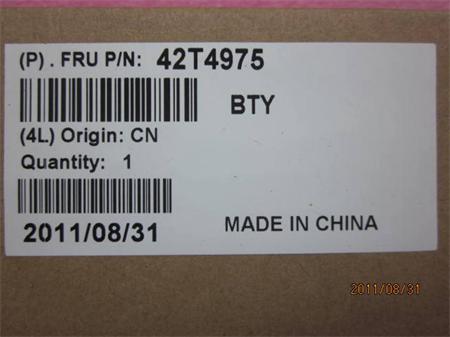 (P) . FRU P/N: 42T4975
BTY
(4L) Origin: CN
Quantity: 1
2011/08/31
MADE IN CHINA
2011/08/31